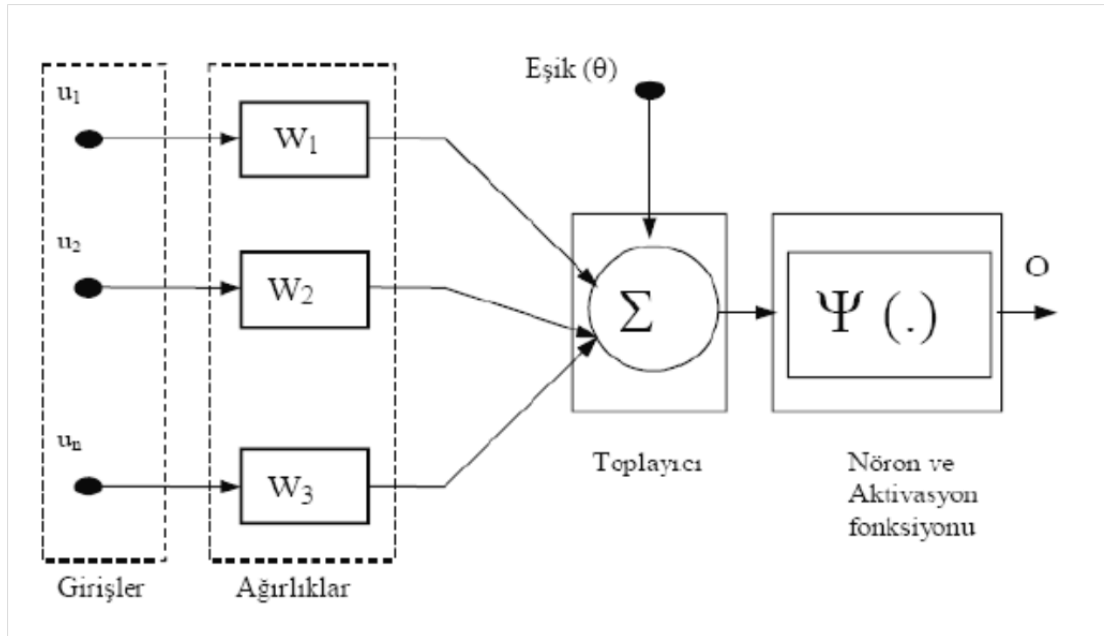 Eşik (θ)
u1
W1
u2
W2
Σ
Ψ (.)
O
un
W3
Toplayıcı
Nöron ve
Aktivasyon
fonksiyonu
Girişler
Ağırlıklar